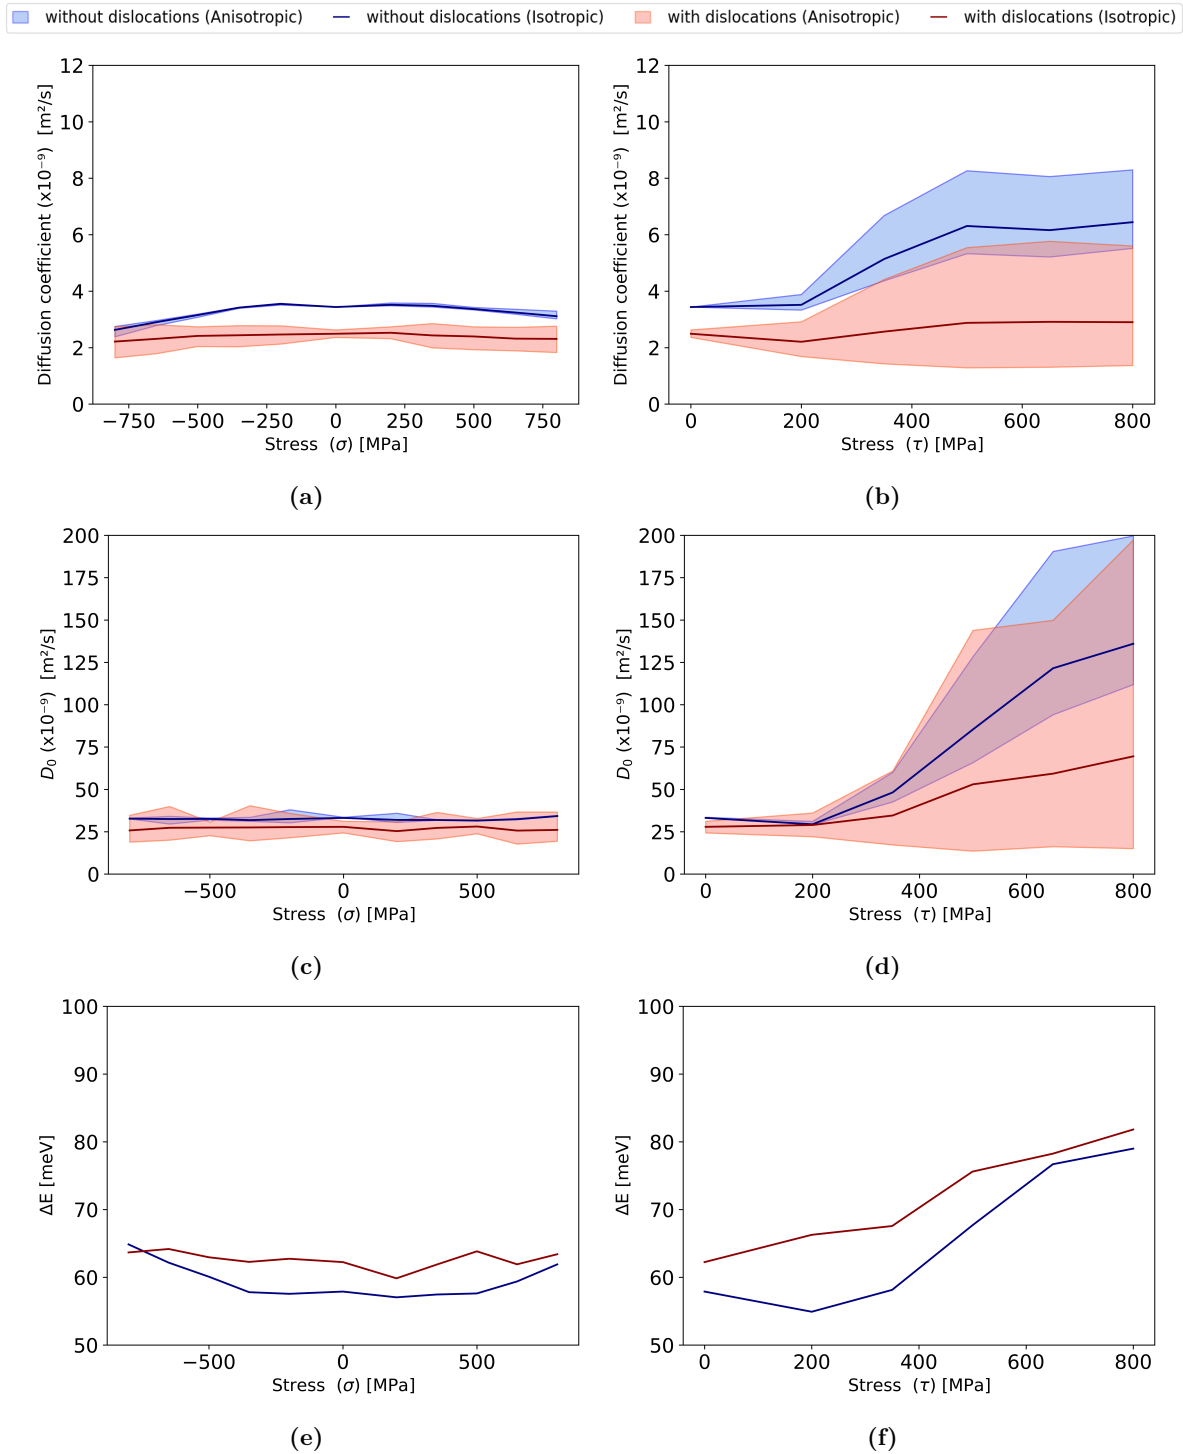 without dislocations (Anisotropic) without dislocations (Isotropic) with dislocations (Anisotropic) with dislocations (Isotropic)
12
10
8
6
4
2
0
Diffusion coefficient (x10⁻⁹) [m²/s]
−750 −500 −250 0 250 500 750
Stress (σ) [MPa]
(a)
12
10
8
6
4
2
0
Diffusion coefficient (x10⁻⁹) [m²/s]
0 200 400 600 800
Stress (τ) [MPa]
(b)
200
175
150
125
100
75
50
25
0
D₀ (x10⁻⁹) [m²/s]
−500 0 500
Stress (σ) [MPa]
(c)
200
175
150
125
100
75
50
25
0
D₀ (x10⁻⁹) [m²/s]
0 200 400 600 800
Stress (τ) [MPa]
(d)
100
90
80
70
60
50
ΔE [meV]
−500 0 500
Stress (σ) [MPa]
(e)
100
90
80
70
60
50
ΔE [meV]
0 200 400 600 800
Stress (τ) [MPa]
(f)